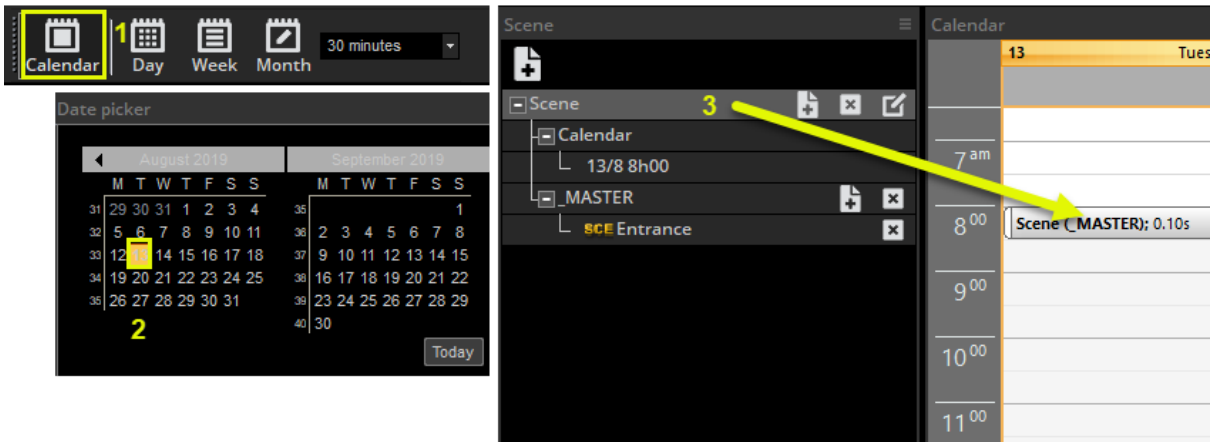 1
Calendar Day Week Month 30 minutes
Date picker
August 2019 September 2019
M T W T F S S M T W T F S S
31 29 30 31 1 2 3 4 35 1
32 5 6 7 8 9 10 11 36 2 3 4 5 6 7 8
33 12 13 14 15 16 17 18 37 9 10 11 12 13 14 15
34 19 20 21 22 23 24 25 38 16 17 18 19 20 21 22
35 26 27 28 29 30 31 39 23 24 25 26 27 28 29
40 30
2
Today
Scene
Scene 3
Calendar
13/8 8h00
_MASTER
SCE Entrance
Calendar
13 Tues
7 am
8 00 Scene (_MASTER); 0.10s
9 00
10 00
11 00